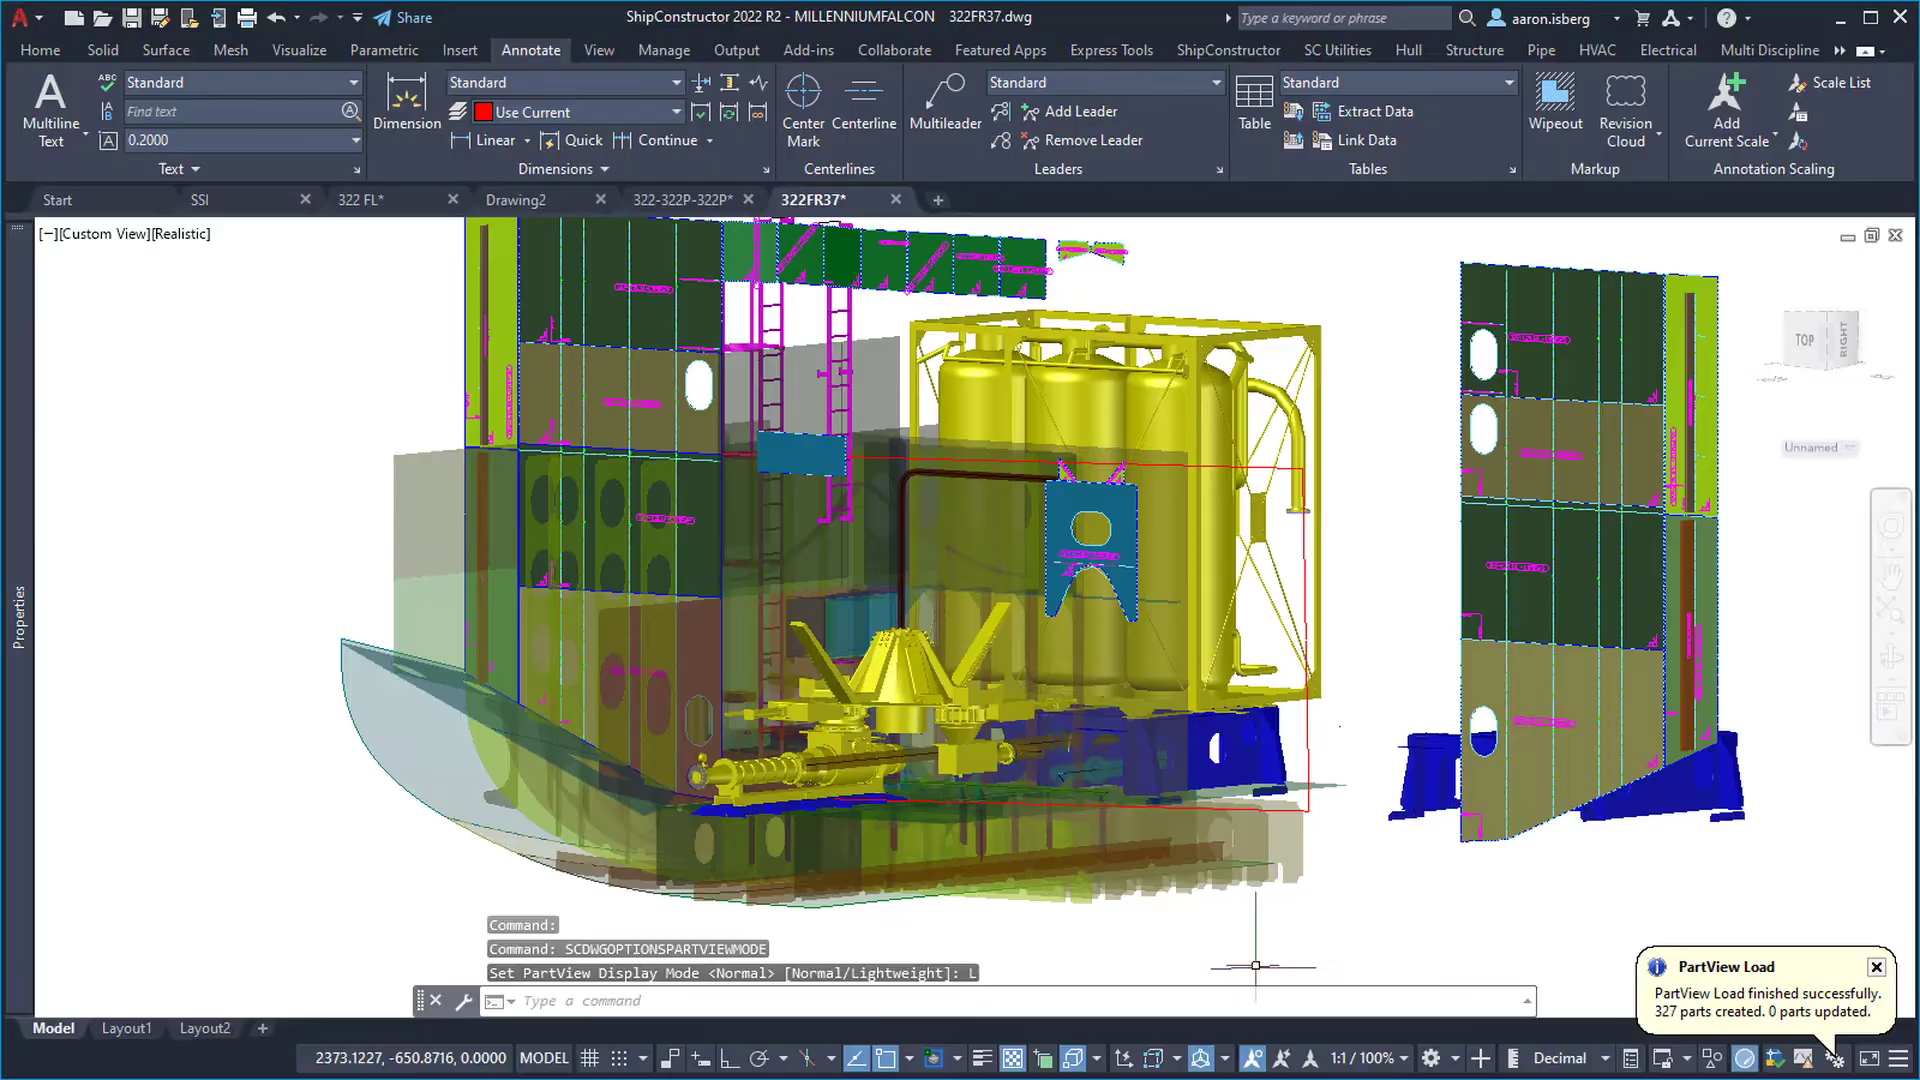 Share
ShipConstructor 2022 R2 - MILLENNIUMFALCON    322FR37.dwg
Type a keyword or phrase
aaron.isberg
Home
Solid
Surface
Mesh
Visualize
Parametric
Insert
Annotate
View
Manage
Output
Add-ins
Collaborate
Featured Apps
Express Tools
ShipConstructor
SC Utilities
Hull
Structure
Pipe
HVAC
Electrical
Multi Discipline
Multiline
Text
Standard
Find text
0.2000
Text
Dimension
Standard
Use Current
Linear
Quick
Continue
Dimensions
Center
Mark
Centerline
Centerlines
Multileader
Standard
Add Leader
Remove Leader
Leaders
Table
Standard
Extract Data
Link Data
Tables
Wipeout
Revision
Cloud
Markup
Add
Current Scale
Scale List
Annotation Scaling
Start
SSI
322 FL*
Drawing2
322-322P-322P*
322FR37*
[−][Custom View][Realistic]
TOP
RIGHT
Unnamed
Properties
Command:
Command: SCDWGOPTIONSPARTVIEWMODE
Set PartView Display Mode <Normal> [Normal/Lightweight]: L
Type a command
PartView Load
PartView Load finished successfully.
327 parts created. 0 parts updated.
Model
Layout1
Layout2
2373.1227, -650.8716, 0.0000
MODEL
1:1 / 100%
Decimal